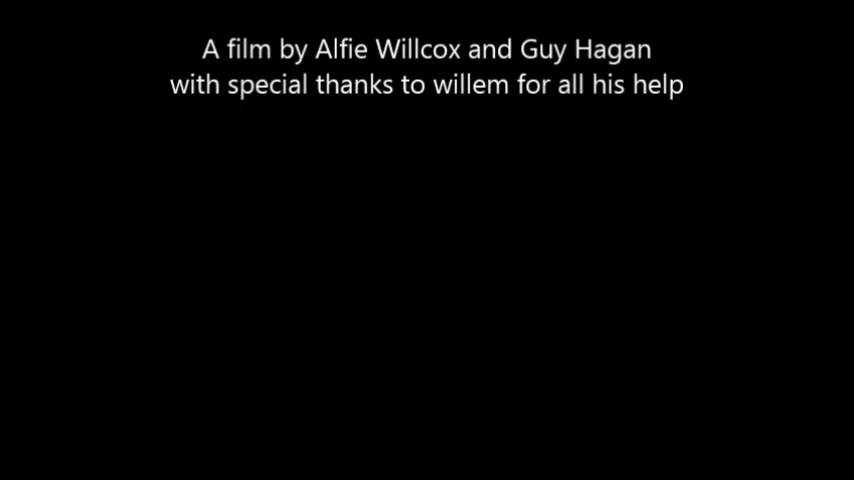 A film by Alfie Willcox and Guy Hagan
with special thanks to willem for all his help